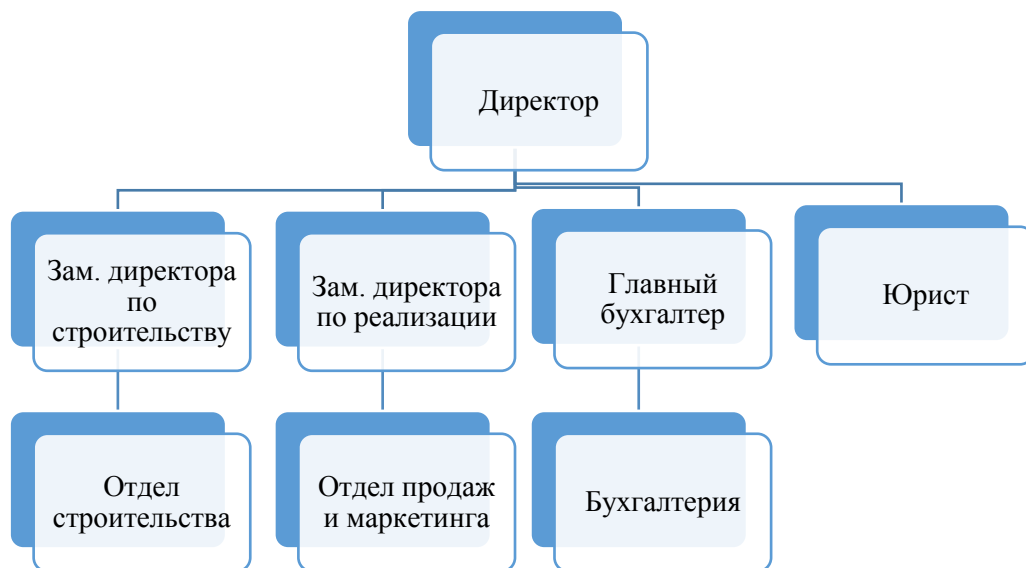 Директор
Зам. директора
по
строительству
Зам. директора
по реализации
Главный
бухгалтер
Юрист
Отдел
строительства
Отдел продаж
и маркетинга
Бухгалтерия